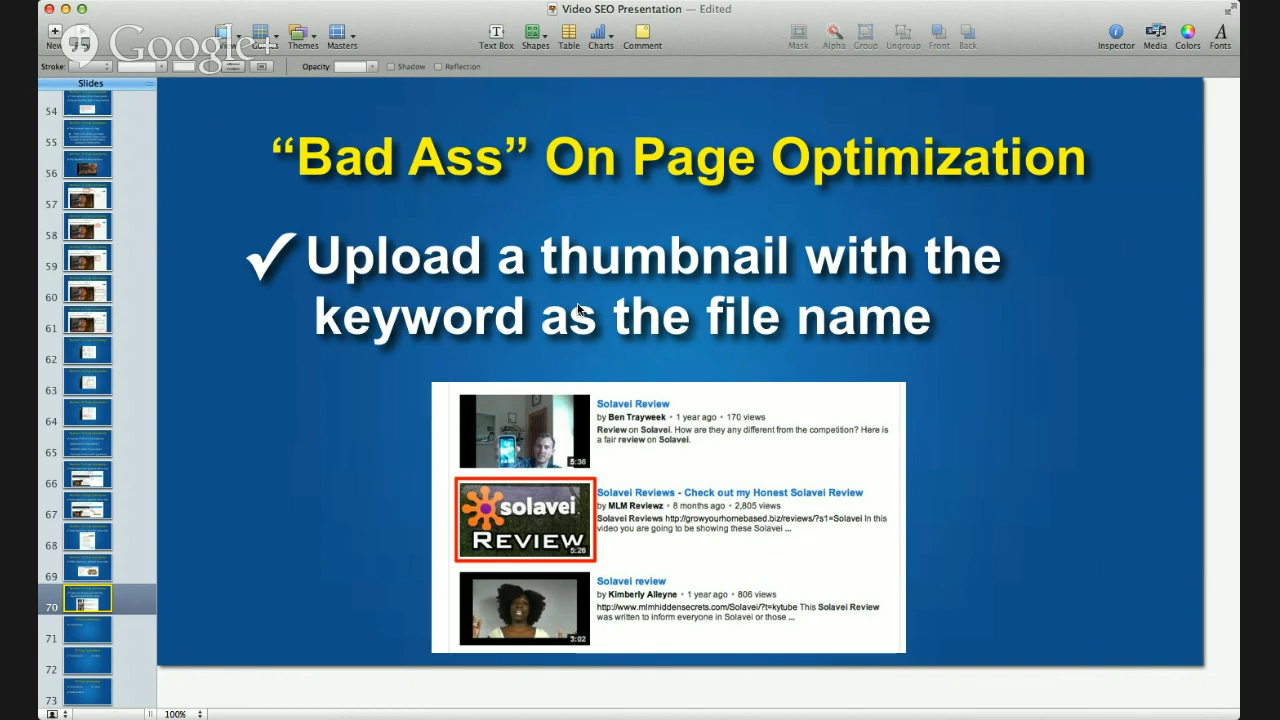 Video SEO Presentation — Edited
Google+
New
View
Themes
Masters
Text Box
Shapes
Table
Charts
Comment
Mask
Alpha
Group
Ungroup
Front
Back
Inspector
Media
Colors
Fonts
Stroke:
Opacity:
Shadow
Reflection
Slides
54
55
56
57
58
59
60
61
62
63
64
65
66
67
68
69
70
71
72
73
“Bad Ass” On Page Optimization
✓ Upload a thumbnail with the
keyword as the file name
Solavei Review
by Ben Trayweek • 1 year ago • 170 views
Review on Solavei. How are they any different from the competition? Here is
a fair review on Solavei.
5:36
Solavei Reviews - Check out my Honest Solavei Review
by MLM Reviewz • 8 months ago • 2,805 views
Solavei Reviews http://growyourhomebased.biz/reviews/?s1=Solavei In this
video you are going to be showing these Solavei ...
solavei
REVIEW
5:26
Solavei review
by Kimberly Alleyne • 1 year ago • 806 views
http://www.mlmhiddensecrets.com/Solavei/?t=kytube This Solavei Review
was written to inform everyone in Solavei or those ...
3:02
100%